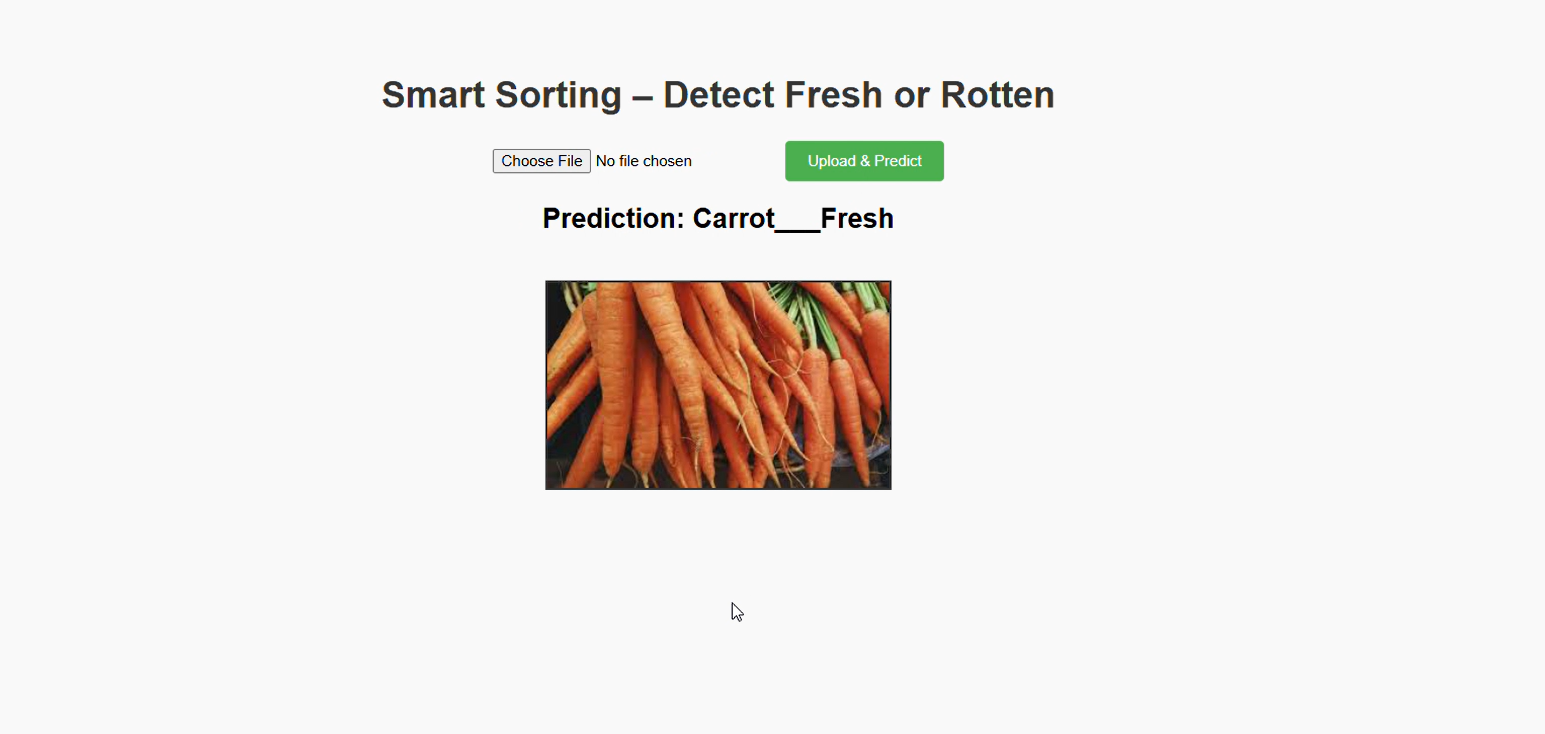 Smart Sorting – Detect Fresh or Rotten
Choose File No file chosen Upload & Predict
Prediction: Carrot___Fresh